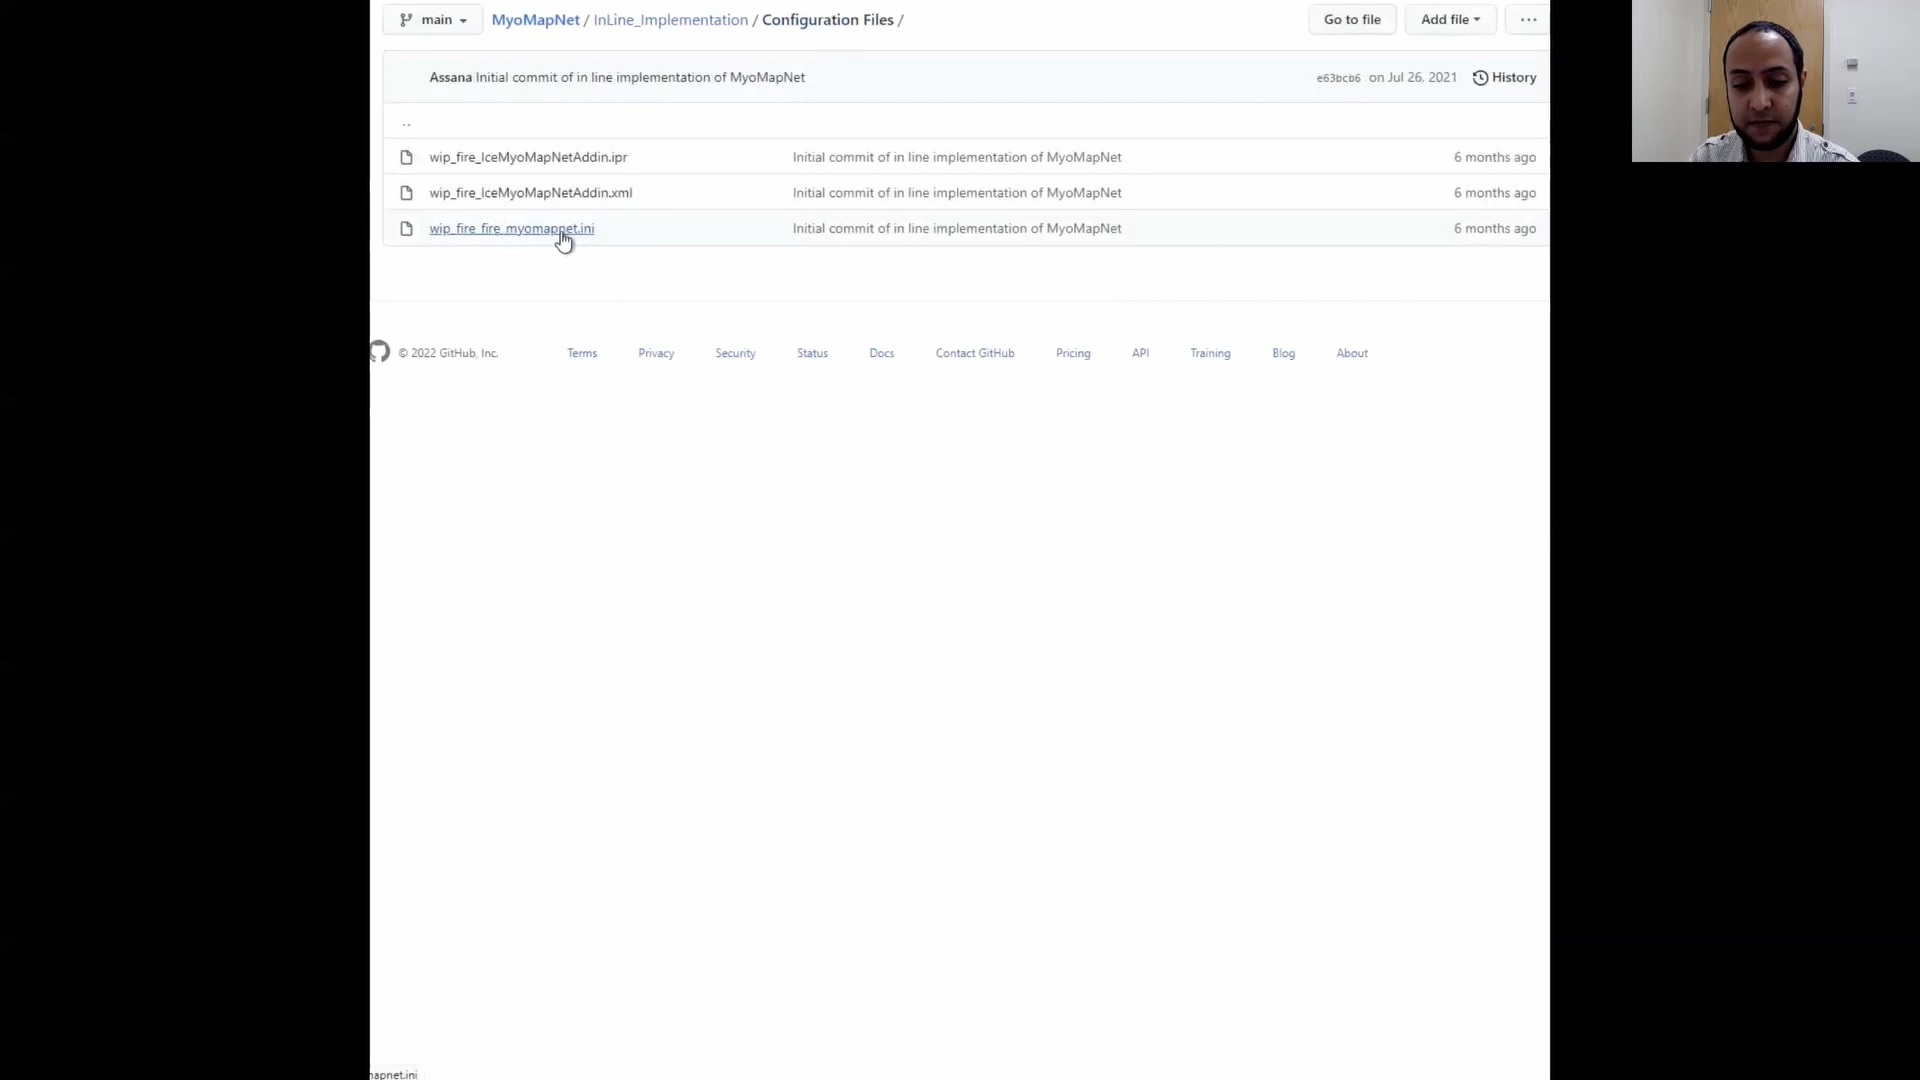 main MyoMapNet / InLine_Implementation / Configuration Files / Go to file Add file ...
Assana Initial commit of in line implementation of MyoMapNet e63bcb6 on Jul 26, 2021 History
..
wip_fire_IceMyoMapNetAddin.ipr Initial commit of in line implementation of MyoMapNet 6 months ago
wip_fire_IceMyoMapNetAddin.xml Initial commit of in line implementation of MyoMapNet 6 months ago
wip_fire_fire_myomapnet.ini Initial commit of in line implementation of MyoMapNet 6 months ago
© 2022 GitHub, Inc. Terms Privacy Security Status Docs Contact GitHub Pricing API Training Blog About
mapnet.ini